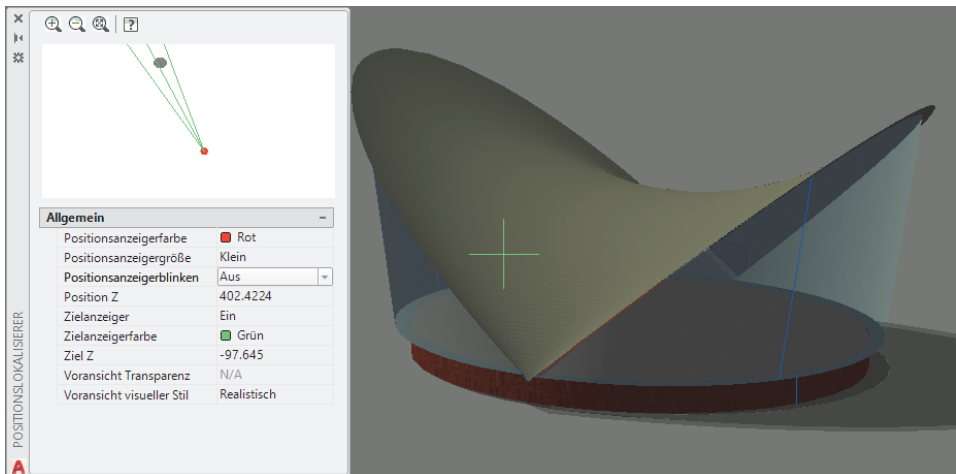 Allgemein
Positionsanzeigerfarbe Rot
Positionsanzeigergröße Klein
Positionsanzeigerblinken Aus
Position Z 402.4224
Zielanzeiger Ein
Zielanzeigerfarbe Grün
Ziel Z -97.645
Voransicht Transparenz N/A
Voransicht visueller Stil Realistisch
POSITIONSLOKALISIERER